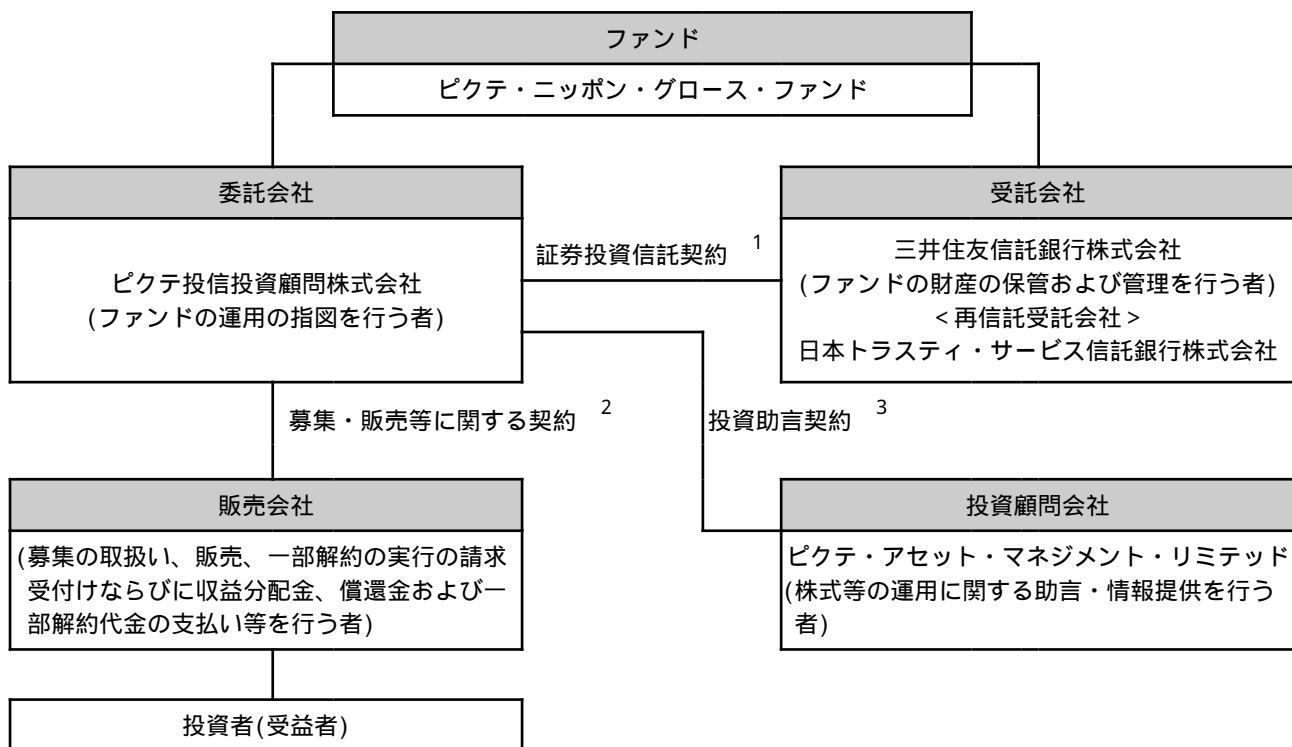 ファンド
ピクテ・ニッポン・グロース・ファンド
委託会社
ピクテ投信投資顧問株式会社
(ファンドの運用の指図を行う者)
証券投資信託契約 1
受託会社
三井住友信託銀行株式会社
(ファンドの財産の保管および管理を行う者)
<再信託受託会社>
日本トラスティ・サービス信託銀行株式会社
募集・販売等に関する契約 2
投資助言契約 3
販売会社
(募集の取扱い、販売、一部解約の実行の請求
受付けならびに収益分配金、償還金および一
部解約代金の支払い等を行う者)
投資顧問会社
ピクテ・アセット・マネジメント・リミテッド
(株式等の運用に関する助言・情報提供を行う
者)
投資者(受益者)